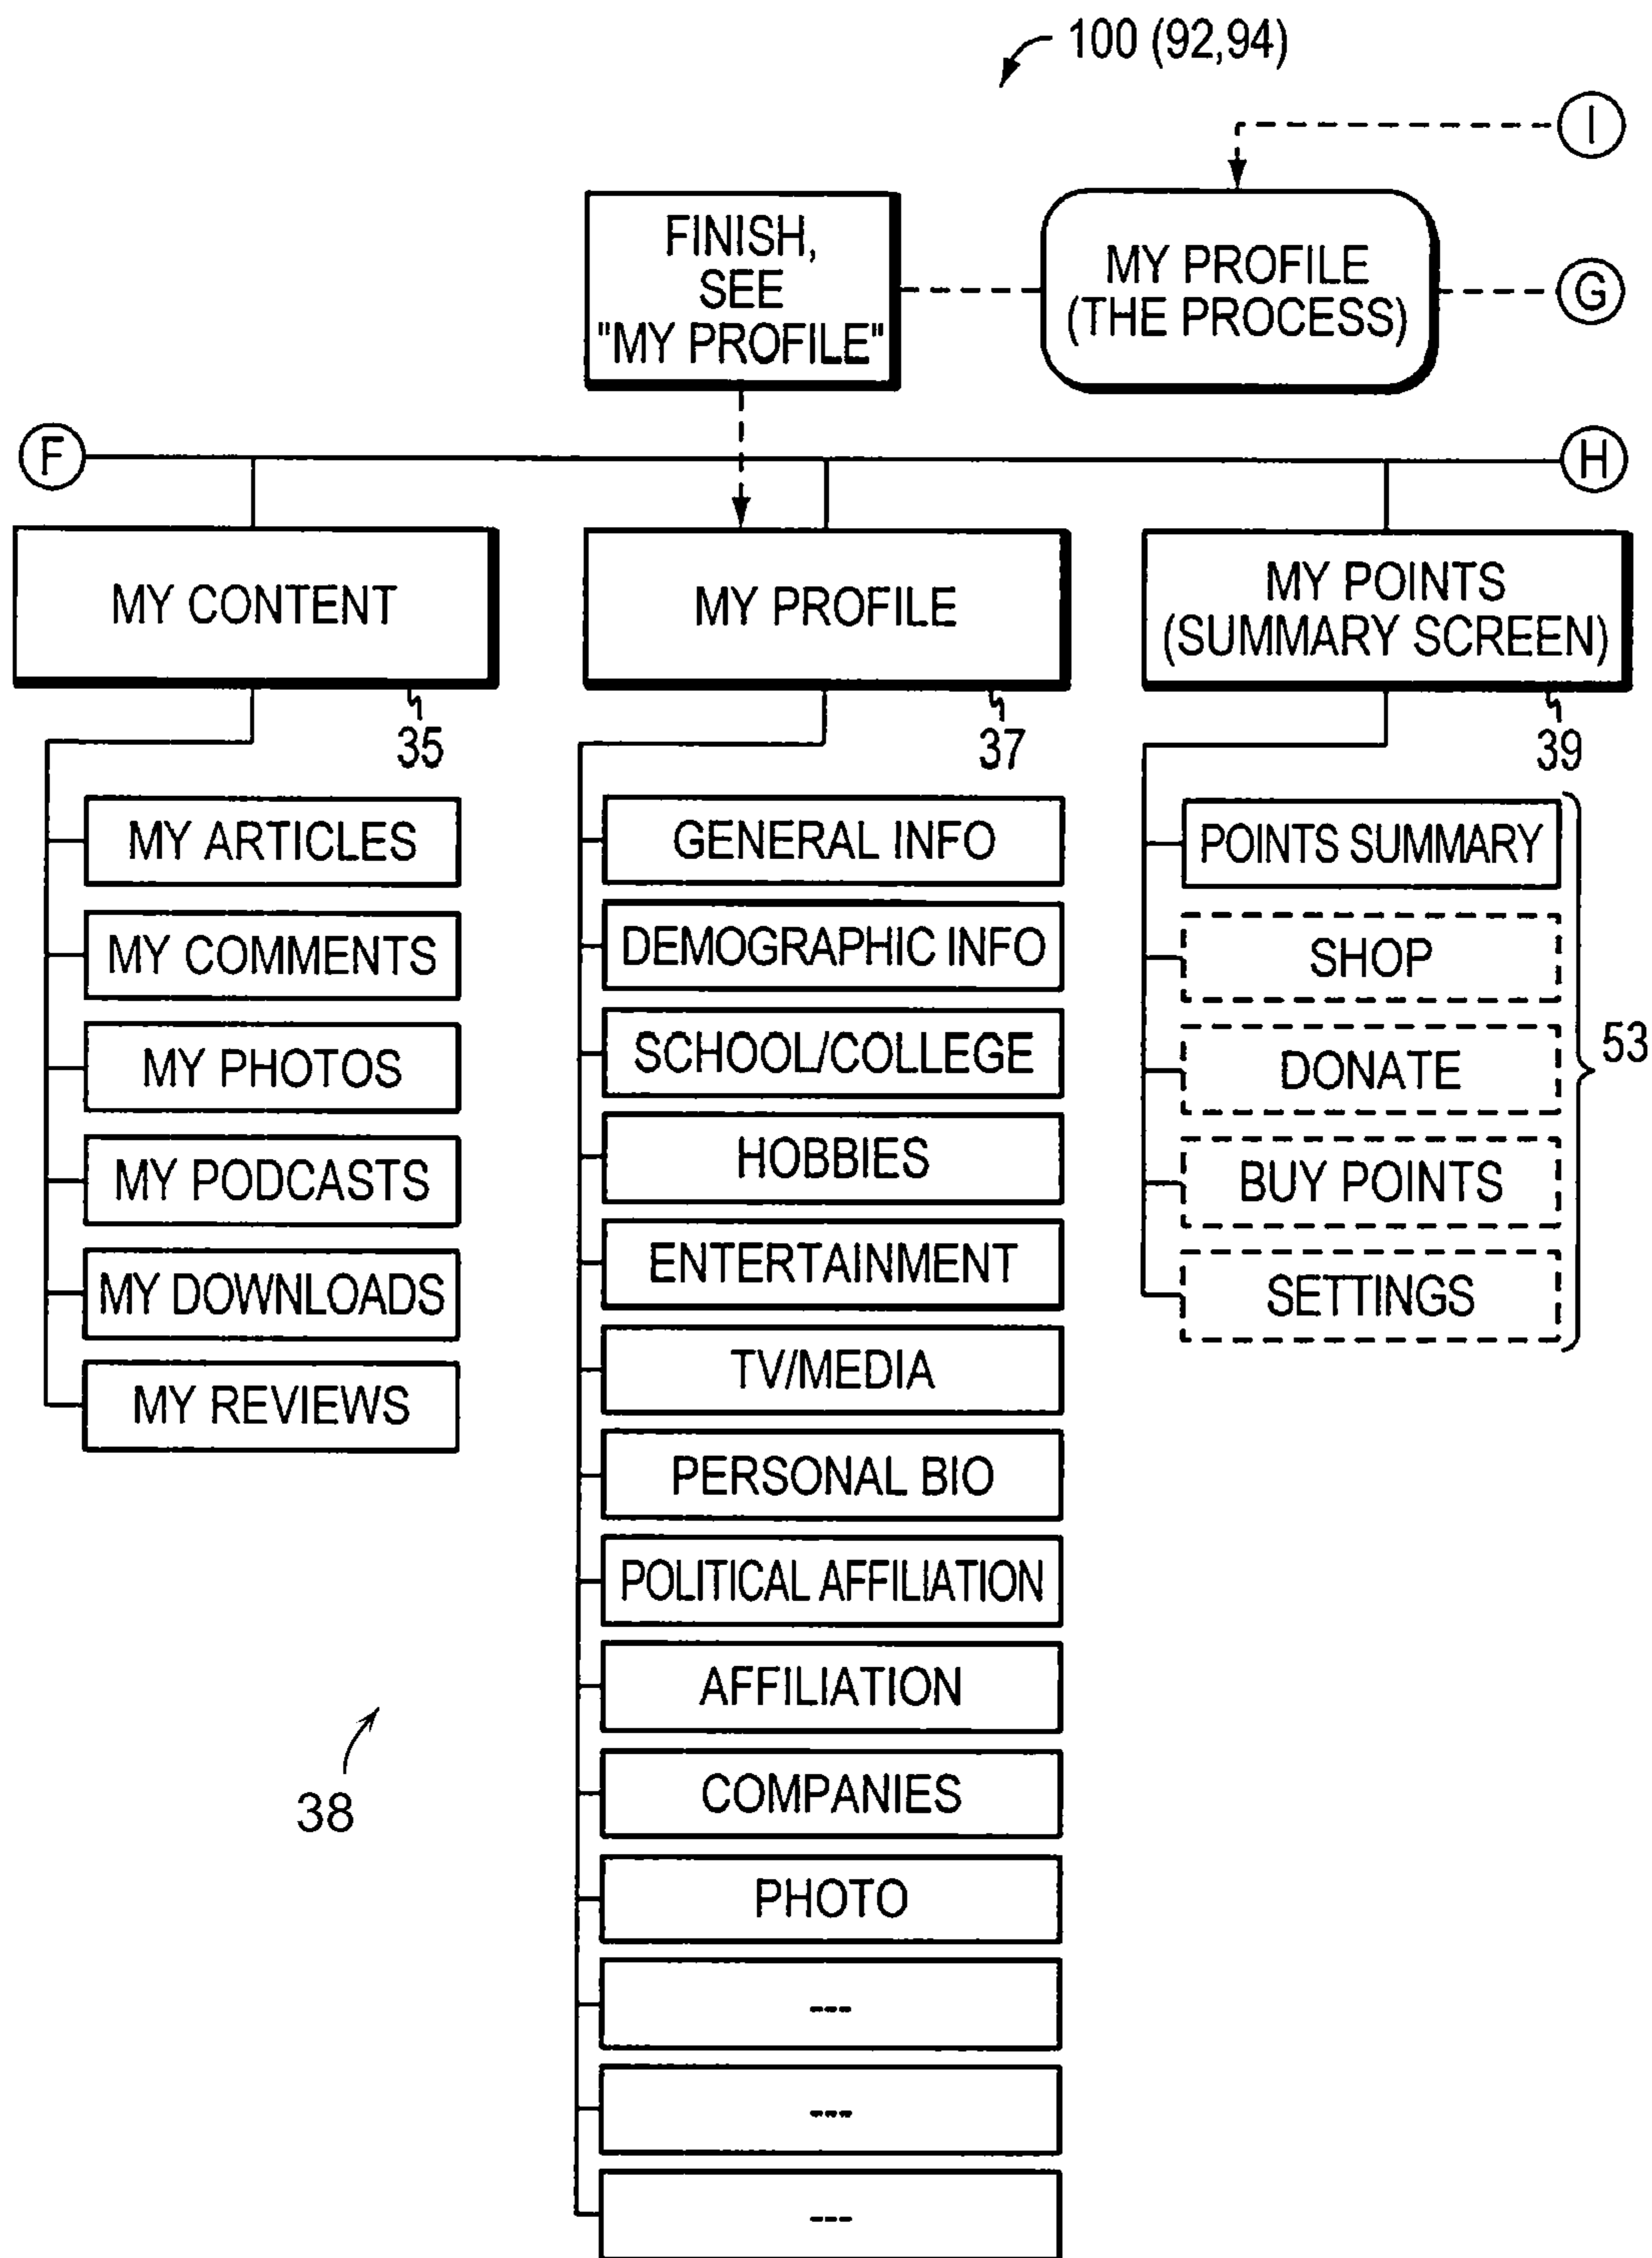 100 (92,94)
I
FINISH,
SEE
"MY PROFILE"
MY PROFILE
(THE PROCESS)
G
F
H
MY CONTENT
MY PROFILE
MY POINTS
(SUMMARY SCREEN)
35
37
39
MY ARTICLES
MY COMMENTS
MY PHOTOS
MY PODCASTS
MY DOWNLOADS
MY REVIEWS
38
GENERAL INFO
DEMOGRAPHIC INFO
SCHOOL/COLLEGE
HOBBIES
ENTERTAINMENT
TV/MEDIA
PERSONAL BIO
POLITICAL AFFILIATION
AFFILIATION
COMPANIES
PHOTO
---
---
---
POINTS SUMMARY
SHOP
DONATE
BUY POINTS
SETTINGS
53